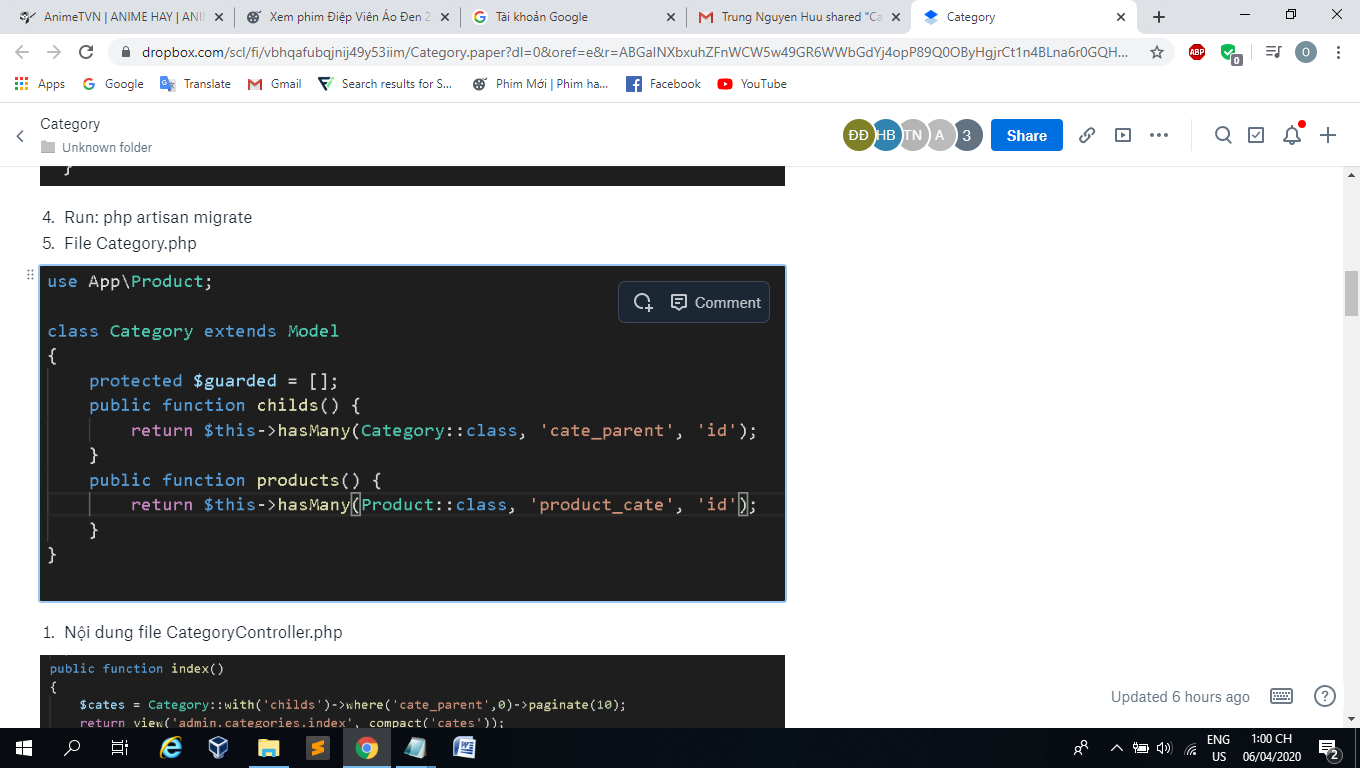 AnimeTVN | ANIME HAY | ANI
Xem phim Điệp Viên Áo Đen 2
Tài khoản Google
Trung Nguyen Huu shared "Ca
Category
dropbox.com/scl/fi/vbhqafubqjnij49y53iim/Category.paper?dl=0&oref=e&r=ABGaINXbxuhZFnWCW5w49GR6WWbGdYj4opP89Q0OByHgjrCt1n4BLna6r0GQH...
ABP
0
O
Apps
Google
Translate
Gmail
Search results for S...
Phim Mới | Phim ha...
Facebook
YouTube
Category
Unknown folder
ĐĐ
HB
TN
A
3
Share
}
4. Run: php artisan migrate
5. File Category.php
use App\Product;
Comment
class Category extends Model
{
protected $guarded = [];
public function childs() {
return $this->hasMany(Category::class, 'cate_parent', 'id');
}
public function products() {
return $this->hasMany(Product::class, 'product_cate', 'id');
}
}
1. Nội dung file CategoryController.php
public function index()
{
$cates = Category::with('childs')->where('cate_parent',0)->paginate(10);
return view('admin.categories.index', compact('cates'));
Updated 6 hours ago
?
ENG
US
1:00 CH
06/04/2020
2